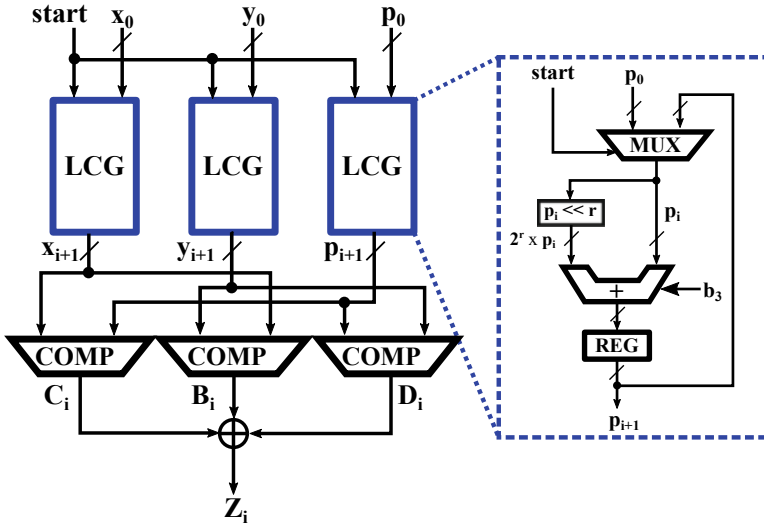 start x₀ y₀ p₀
LCG LCG LCG
xᵢ₊₁ yᵢ₊₁ pᵢ₊₁
COMP COMP COMP
Cᵢ Bᵢ Dᵢ
Zᵢ
start p₀
MUX
pᵢ << r pᵢ
2ʳ x pᵢ
+ b₃
REG
pᵢ₊₁